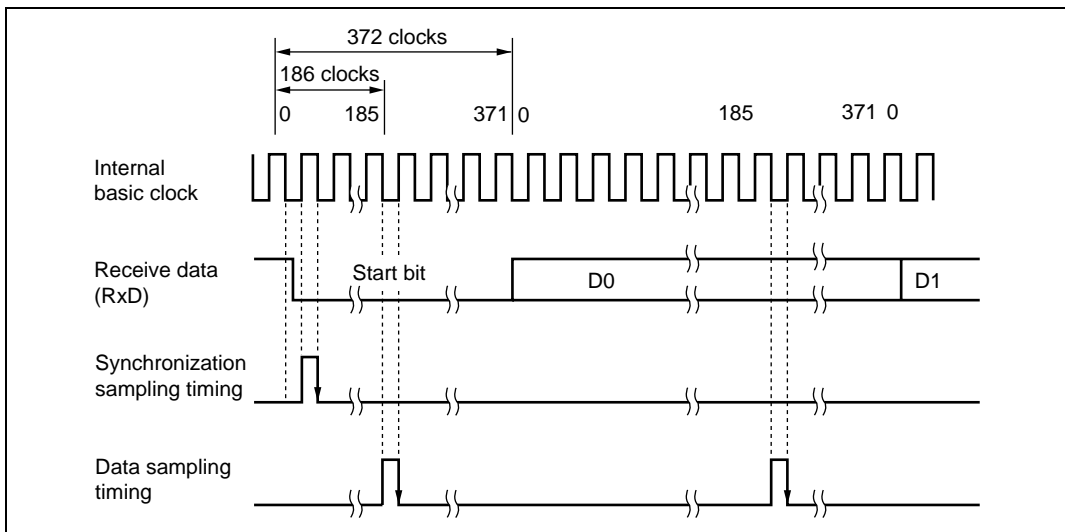 372 clocks
186 clocks
0 185 371 0 185 371 0
Internal
basic clock
Receive data
(RxD)
Start bit
D0
D1
Synchronization
sampling timing
Data sampling
timing